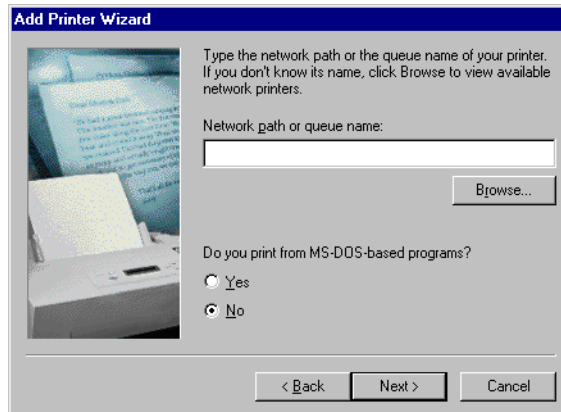 Add Printer Wizard
Type the network path or the queue name of your printer.
If you don't know its name, click Browse to view available
network printers.
Network path or queue name:
Browse...
Do you print from MS-DOS-based programs?
Yes
No
< Back
Next >
Cancel